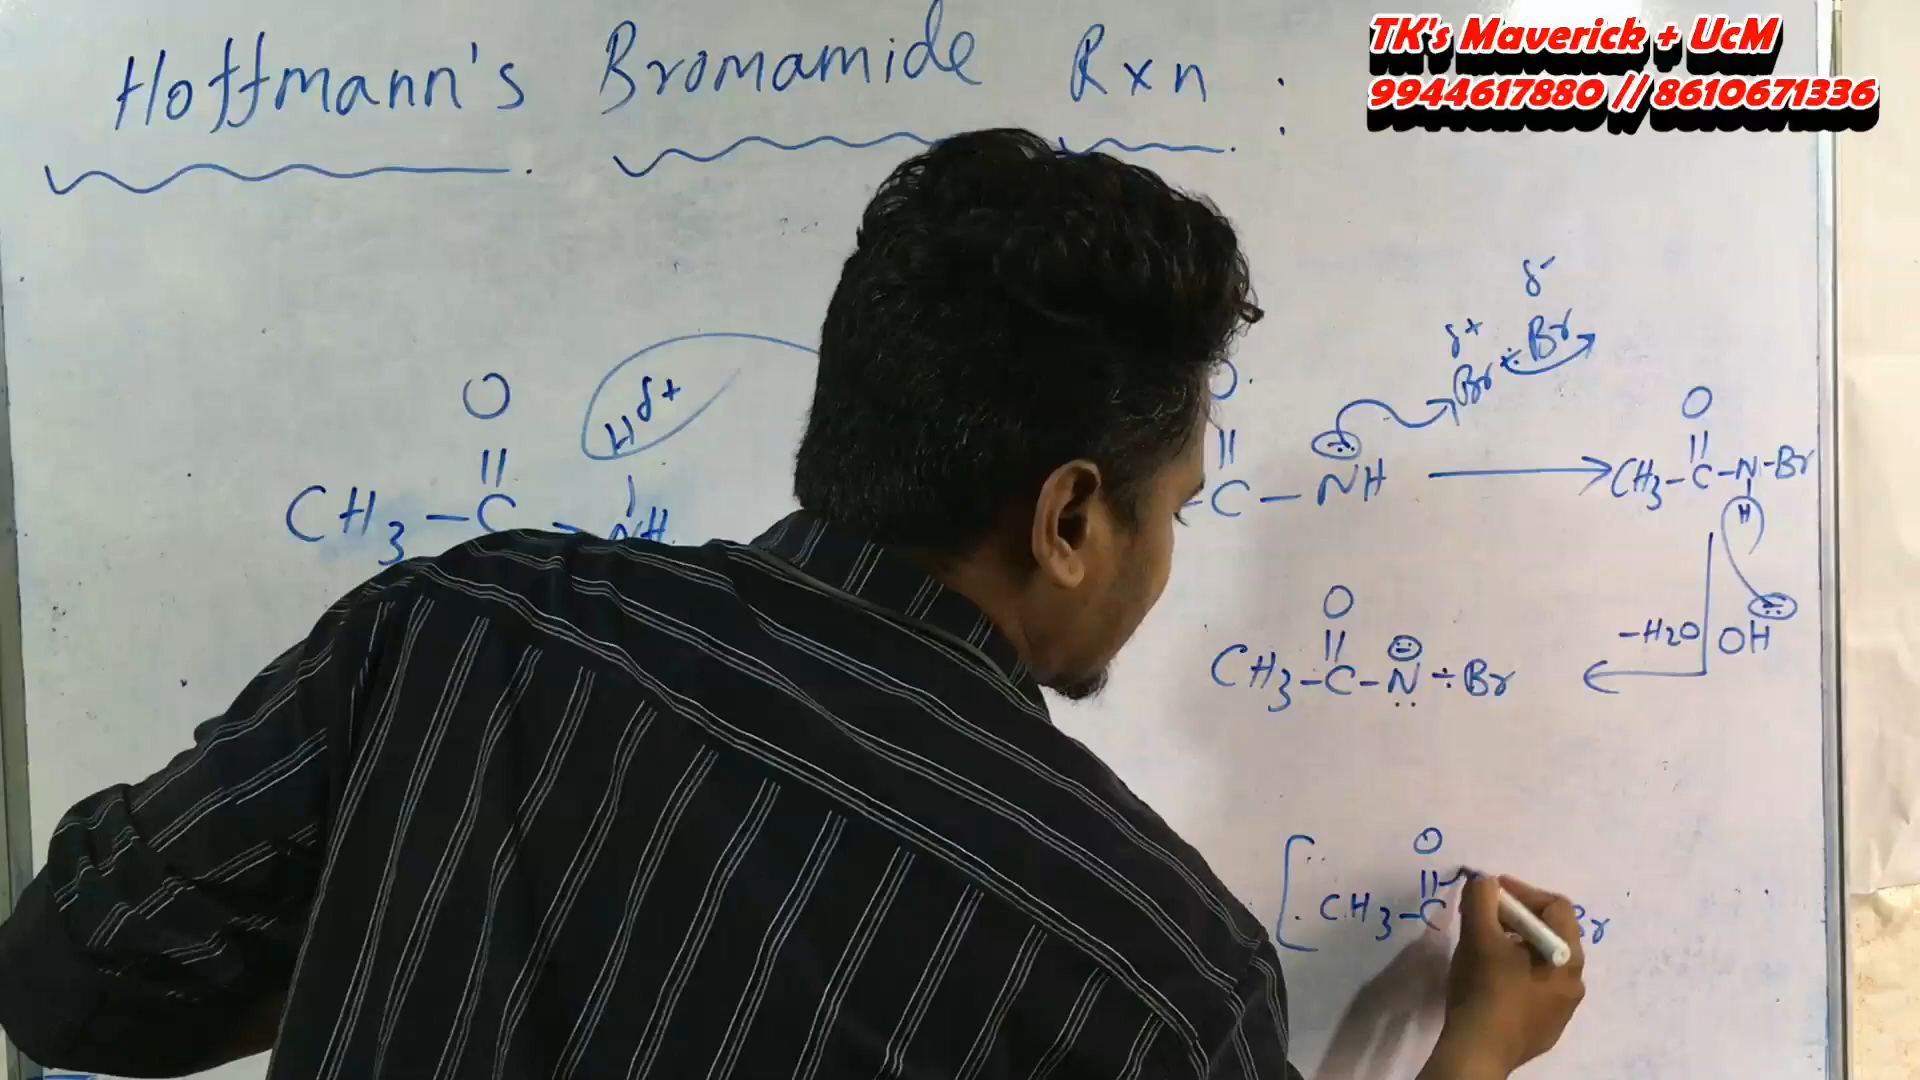 Hoffmann's Bromamide Rxn :
TK's Maverick + UcM
9944617880 // 8610671336
δ-
δ+ Br
Br
O
H δ+
CH3 - C - NH
O
C - NH
O
CH3 - C - N - Br
H
-H2O OH
O
CH3 - C - N ÷ Br
O
[ CH3 - C Br